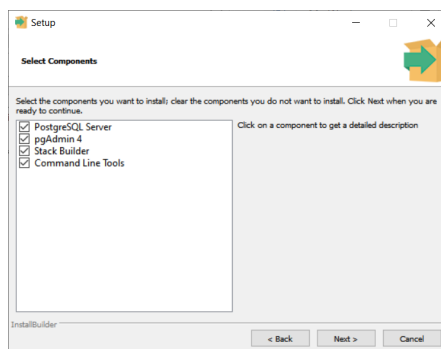 Setup
Select Components
Select the components you want to install; clear the components you do not want to install. Click Next when you are
ready to continue.
PostgreSQL Server
pgAdmin 4
Stack Builder
Command Line Tools
Click on a component to get a detailed description
InstallBuilder
< Back
Next >
Cancel